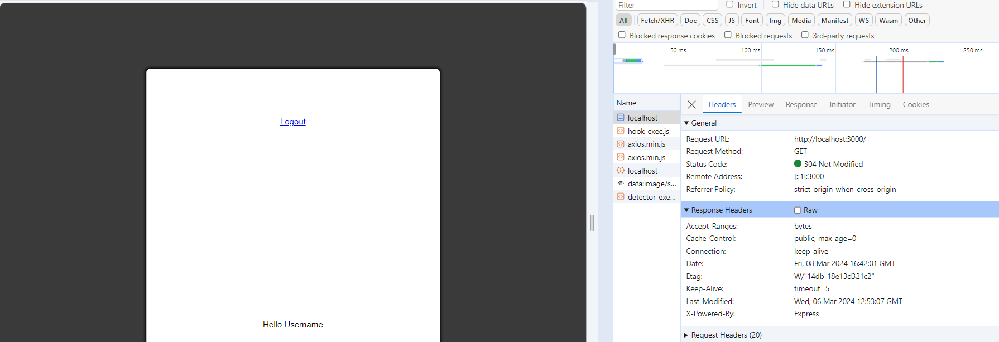 Logout
Hello Username
Filter
Invert
Hide data URLs
Hide extension URLs
All
Fetch/XHR
Doc
CSS
JS
Font
Img
Media
Manifest
WS
Wasm
Other
Blocked response cookies
Blocked requests
3rd-party requests
50 ms
100 ms
150 ms
200 ms
250 ms
Name
localhost
hook-exec.js
axios.min.js
axios.min.js
localhost
data:image/s...
detector-exe...
Headers
Preview
Response
Initiator
Timing
Cookies
General
Request URL: http://localhost:3000/
Request Method: GET
Status Code: 304 Not Modified
Remote Address: [::1]:3000
Referrer Policy: strict-origin-when-cross-origin
Response Headers
Raw
Accept-Ranges: bytes
Cache-Control: public, max-age=0
Connection: keep-alive
Date: Fri, 08 Mar 2024 16:42:01 GMT
Etag: W/"14db-18e13d321c2"
Keep-Alive: timeout=5
Last-Modified: Wed, 06 Mar 2024 12:53:07 GMT
X-Powered-By: Express
Request Headers (20)